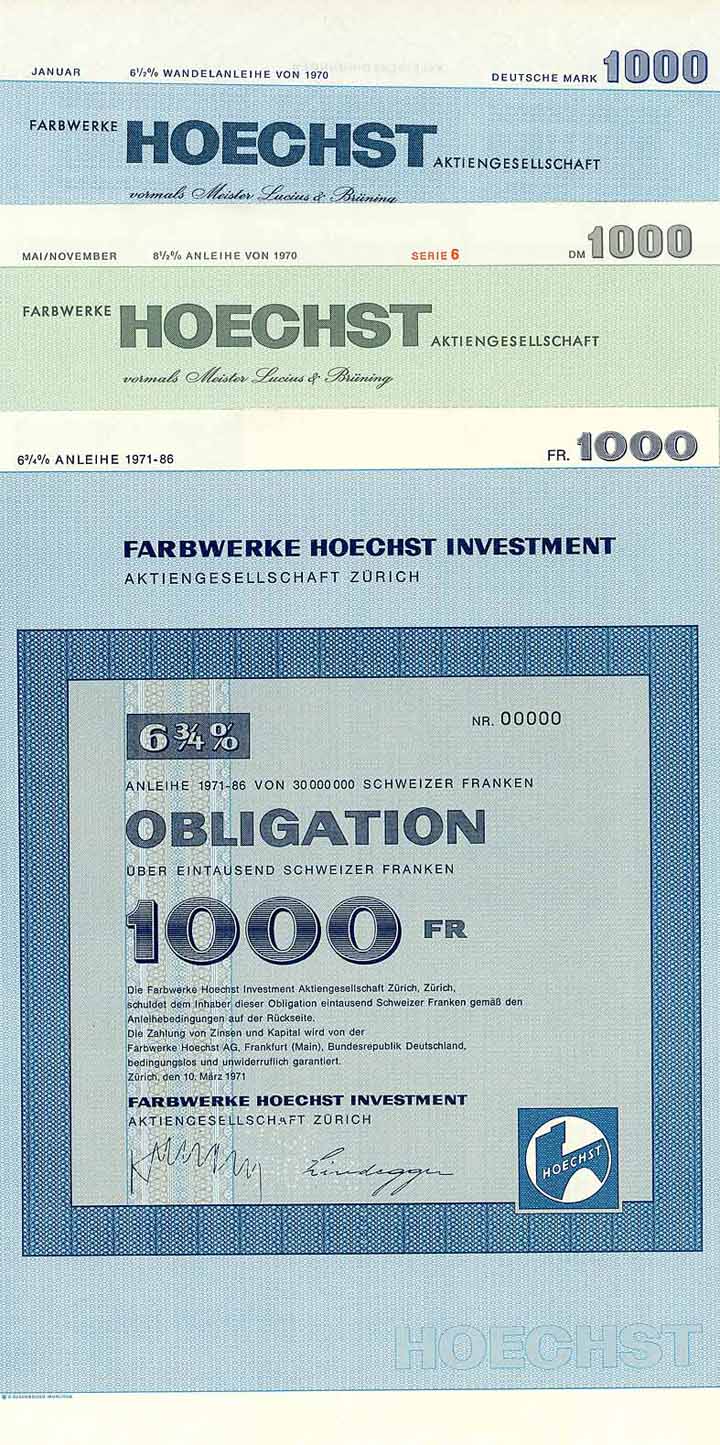 JANUAR 6½% WANDELANLEIHE VON 1970 DEUTSCHE MARK 1000
FARBWERKE HOECHST AKTIENGESELLSCHAFT
vormals Meister Lucius & Brüning
MAI/NOVEMBER 8½% ANLEIHE VON 1970 SERIE 6 DM 1000
FARBWERKE HOECHST AKTIENGESELLSCHAFT
vormals Meister Lucius & Brüning
6¾% ANLEIHE 1971-86 FR. 1000
FARBWERKE HOECHST INVESTMENT
AKTIENGESELLSCHAFT ZÜRICH
6¾% NR. 00000
ANLEIHE 1971-86 VON 30000000 SCHWEIZER FRANKEN
OBLIGATION
ÜBER EINTAUSEND SCHWEIZER FRANKEN
1000 FR
Die Farbwerke Hoechst Investment Aktiengesellschaft Zürich, Zürich,
schuldet dem Inhaber dieser Obligation eintausend Schweizer Franken gemäß den
Anleihebedingungen auf der Rückseite.
Die Zahlung von Zinsen und Kapital wird von der
Farbwerke Hoechst AG, Frankfurt (Main), Bundesrepublik Deutschland,
bedingungslos und unwiderruflich garantiert.
Zürich, den 10. März 1971
FARBWERKE HOECHST INVESTMENT
AKTIENGESELLSCHAFT ZÜRICH
Lindegger
HOECHST
HOECHST